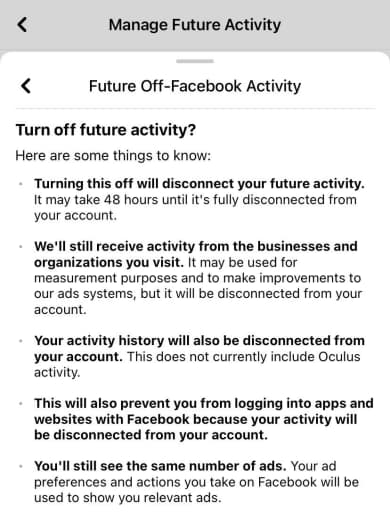 Manage Future Activity
Future Off-Facebook Activity
Turn off future activity?
Here are some things to know:
· Turning this off will disconnect your future activity.
It may take 48 hours until it's fully disconnected from
your account.
· We'll still receive activity from the businesses and
organizations you visit. It may be used for
measurement purposes and to make improvements to
our ads systems, but it will be disconnected from your
account.
· Your activity history will also be disconnected from
your account. This does not currently include Oculus
activity.
· This will also prevent you from logging into apps and
websites with Facebook because your activity will
be disconnected from your account.
· You'll still see the same number of ads. Your ad
preferences and actions you take on Facebook will be
used to show you relevant ads.